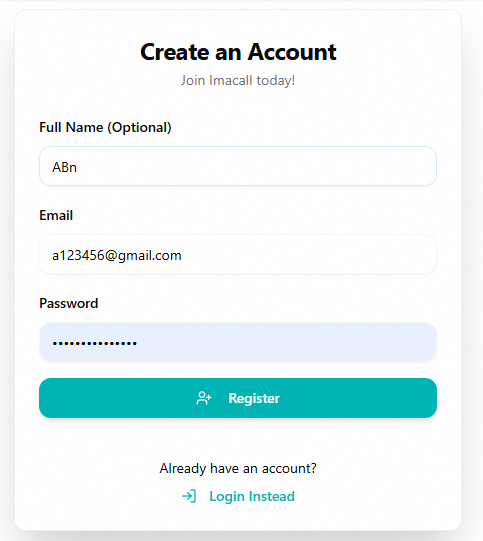 Create an Account
Join Imacall today!
Full Name (Optional)
ABn
Email
a123456@gmail.com
Password
•••••••••••••••
Register
Already have an account?
Login Instead